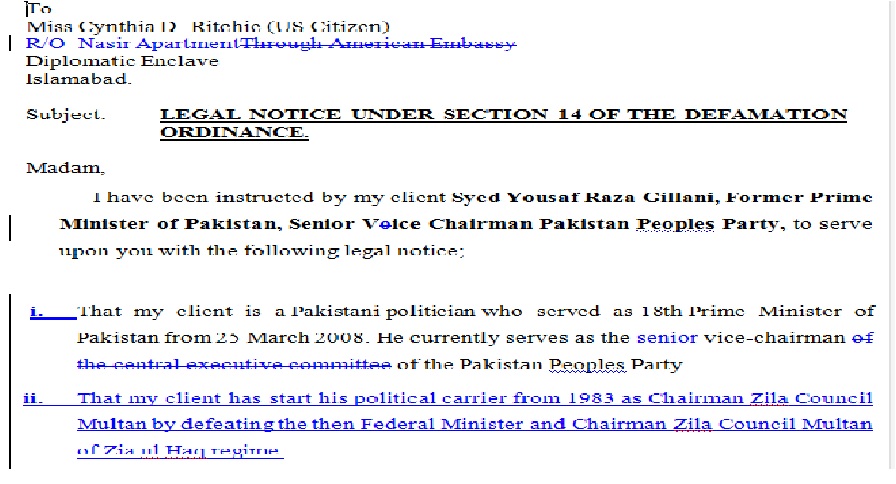 To
Miss Cynthia D. Ritchie (US Citizen)
R/O Nasir ApartmentThrough American Embassy
Diplomatic Enclave
Islamabad.
Subject. LEGAL NOTICE UNDER SECTION 14 OF THE DEFAMATION
ORDINANCE.
Madam,
I have been instructed by my client Syed Yousaf Raza Gillani, Former Prime
Minister of Pakistan, Senior Voice Chairman Pakistan Peoples Party, to serve
upon you with the following legal notice;
i. That my client is a Pakistani politician who served as 18th Prime Minister of
Pakistan from 25 March 2008. He currently serves as the senior vice-chairman of
the central executive committee of the Pakistan Peoples Party
ii. That my client has start his political carrier from 1983 as Chairman Zila Council
Multan by defeating the then Federal Minister and Chairman Zila Council Multan
of Zia ul Haq regime.